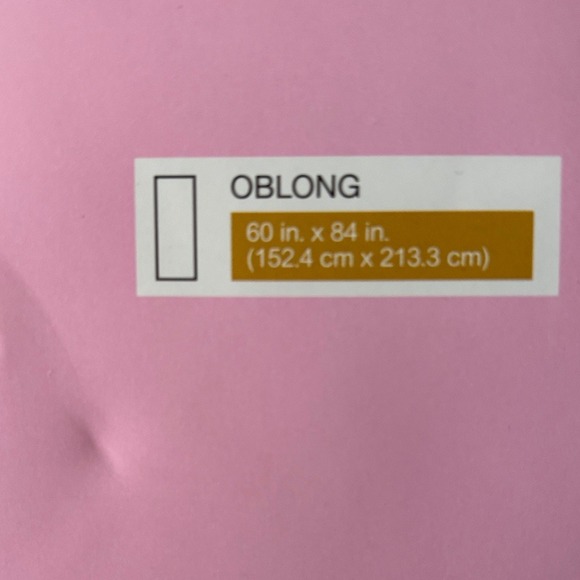 OBLONG
60 in. x 84 in.
(152.4 cm x 213.3 cm)